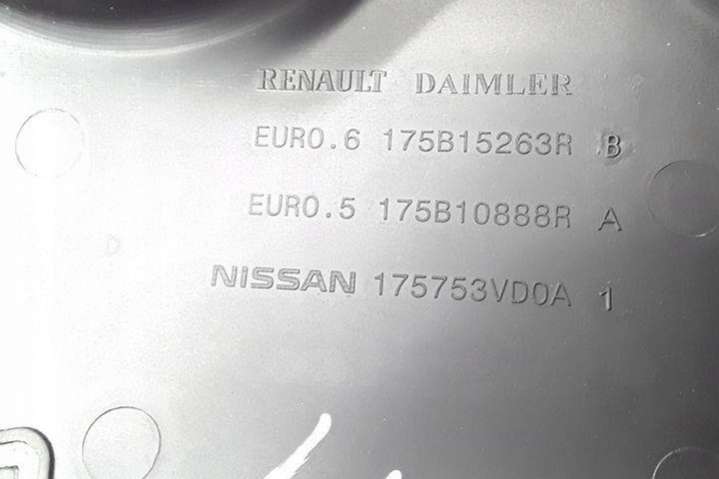 RENAULT DAIMLER
EURO.6 175B15263R B
EURO.5 175B10888R A
NISSAN 175753VD0A 1